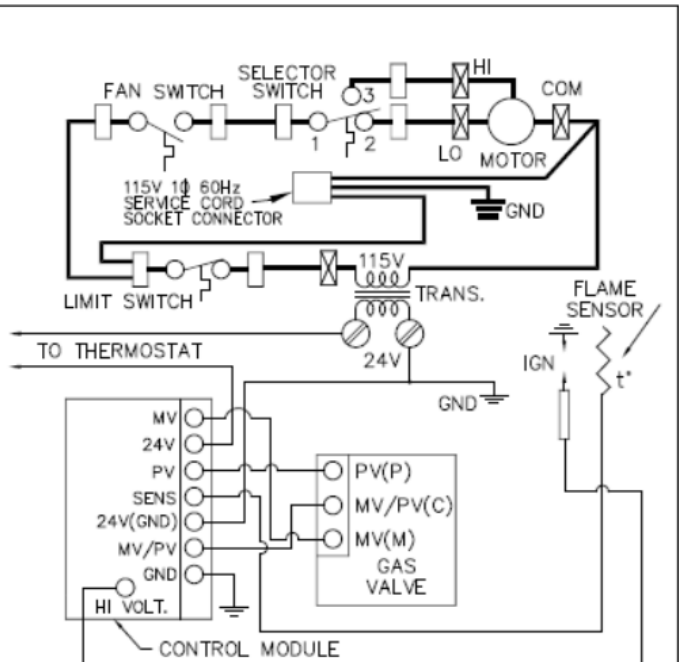 SELECTOR
SWITCH
HI
FAN SWITCH
3
COM
1
2
LO
MOTOR
115V 1ϕ 60Hz
SERVICE CORD
SOCKET CONNECTOR
GND
115V
LIMIT SWITCH
TRANS.
FLAME
SENSOR
TO THERMOSTAT
24V
IGN
t°
GND
MV
24V
PV
SENS
24V(GND)
MV/PV
GND
HI VOLT.
PV(P)
MV/PV(C)
MV(M)
GAS
VALVE
CONTROL MODULE